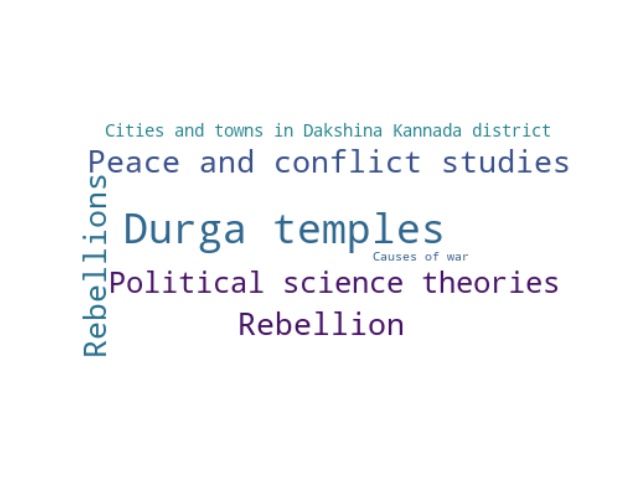 Cities and towns in Dakshina Kannada district
Peace and conflict studies
Rebellions
Durga temples
Causes of war
Political science theories
Rebellion